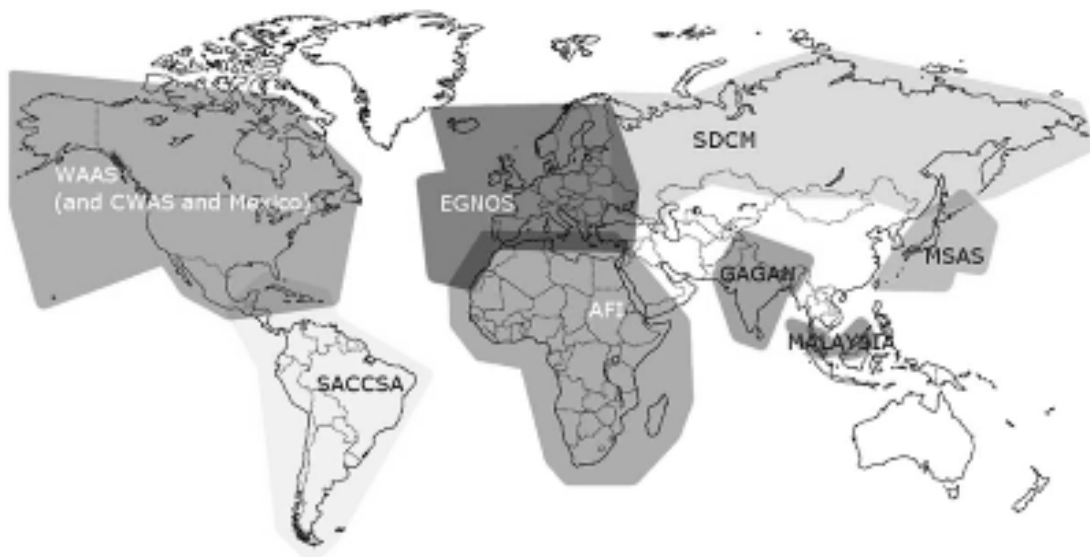 WAAS
(and CWAS and Mexico)
EGNOS
SDCM
MSAS
GAGAN
MALAYSIA
AFI
SACCSA